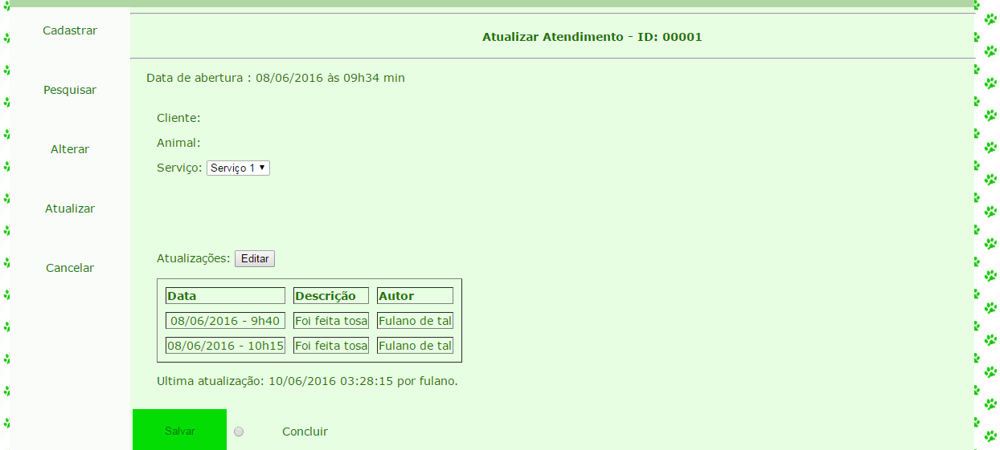 Cadastrar
Pesquisar
Alterar
Atualizar
Cancelar
Atualizar Atendimento - ID: 00001
Data de abertura : 08/06/2016 às 09h34 min
Cliente:
Animal:
Serviço: Serviço 1
Atualizações: Editar
Data Descrição Autor
08/06/2016 - 9h40 Foi feita tosa Fulano de tal
08/06/2016 - 10h15 Foi feita tosa Fulano de tal
Ultima atualização: 10/06/2016 03:28:15 por fulano.
Salvar Concluir